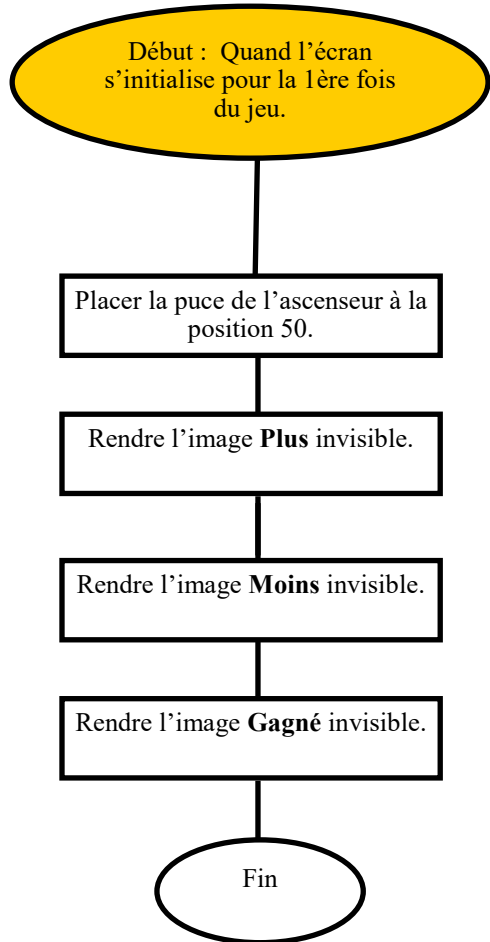 Début :  Quand l’écran
s’initialise pour la 1ère fois
du jeu.
Placer la puce de l’ascenseur à la
position 50.
Rendre l’image Plus invisible.
Rendre l’image Moins invisible.
Rendre l’image Gagné invisible.
Fin